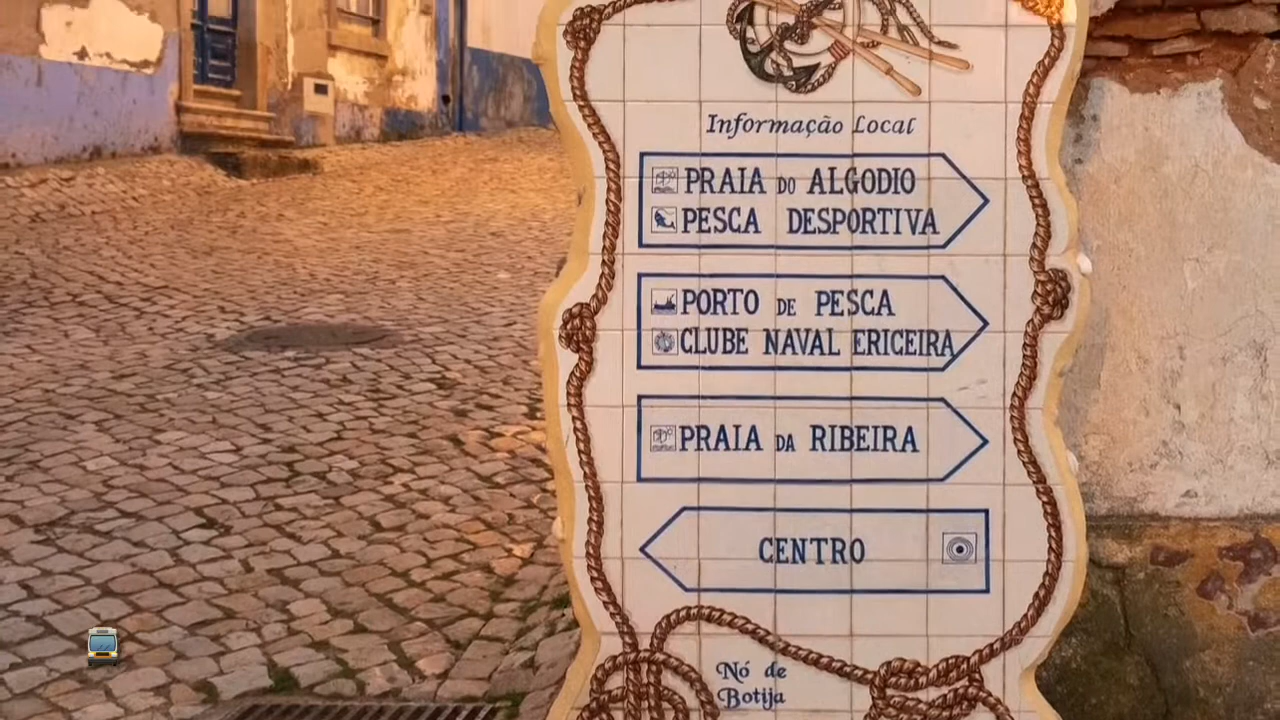 Informação Local
PRAIA DO ALGODIO
PESCA DESPORTIVA
PORTO DE PESCA
CLUBE NAVAL ERICEIRA
PRAIA DA RIBEIRA
CENTRO
Nó de
Botija